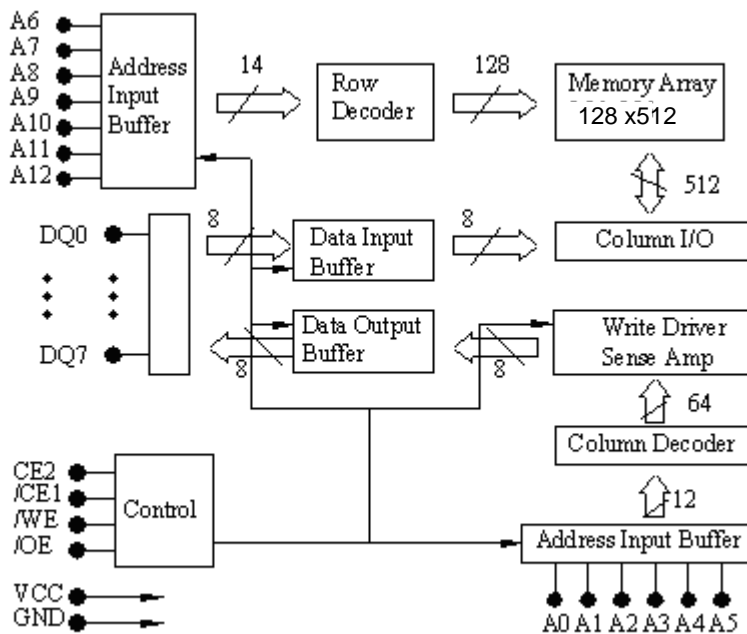 A6
A7
A8
A9
A10
A11
A12
Address
Input
Buffer
14
Row
Decoder
128
Memory Array
128 x512
512
DQ0
DQ7
8
Data Input
Buffer
8
Column I/O
8
Data Output
Buffer
8
Write Driver
Sense Amp
64
Column Decoder
12
CE2
/CE1
/WE
/OE
Control
Address Input Buffer
VCC
GND
A0 A1 A2 A3 A4 A5